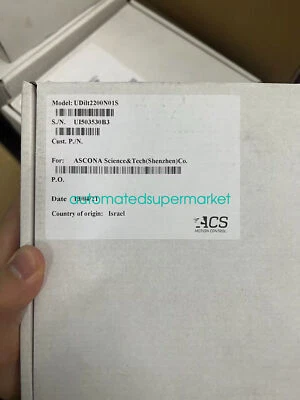 Model: UDilt2200N01S
S./N. UI503530B3
Cust. P./N.
For: ASCONA Science&Tech(Shenzhen)Co.
P.O.
automatedsupermarket
Date
Country of origin: Israel
ACS
MOTION CONTROL